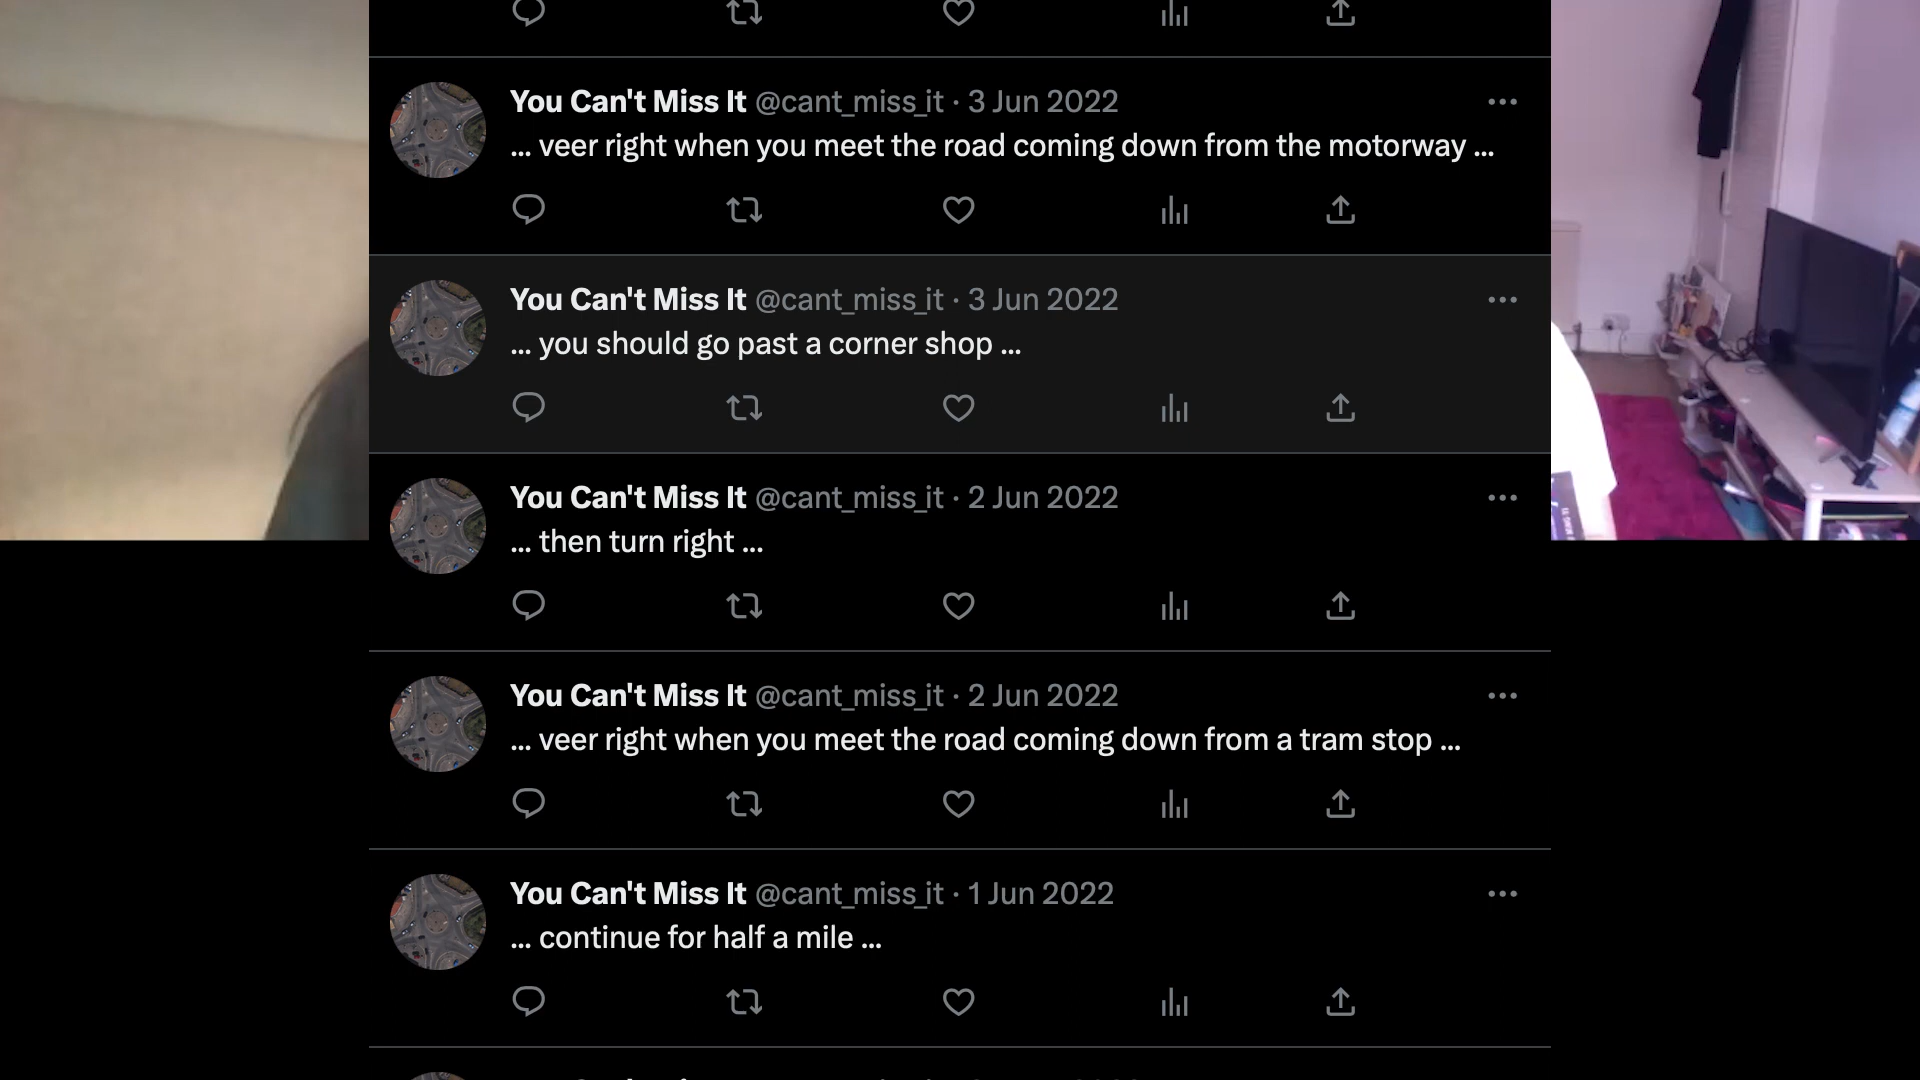 You Can't Miss It @cant_miss_it · 3 Jun 2022
... veer right when you meet the road coming down from the motorway ...
You Can't Miss It @cant_miss_it · 3 Jun 2022
... you should go past a corner shop ...
You Can't Miss It @cant_miss_it · 2 Jun 2022
... then turn right ...
You Can't Miss It @cant_miss_it · 2 Jun 2022
... veer right when you meet the road coming down from a tram stop ...
You Can't Miss It @cant_miss_it · 1 Jun 2022
... continue for half a mile ...